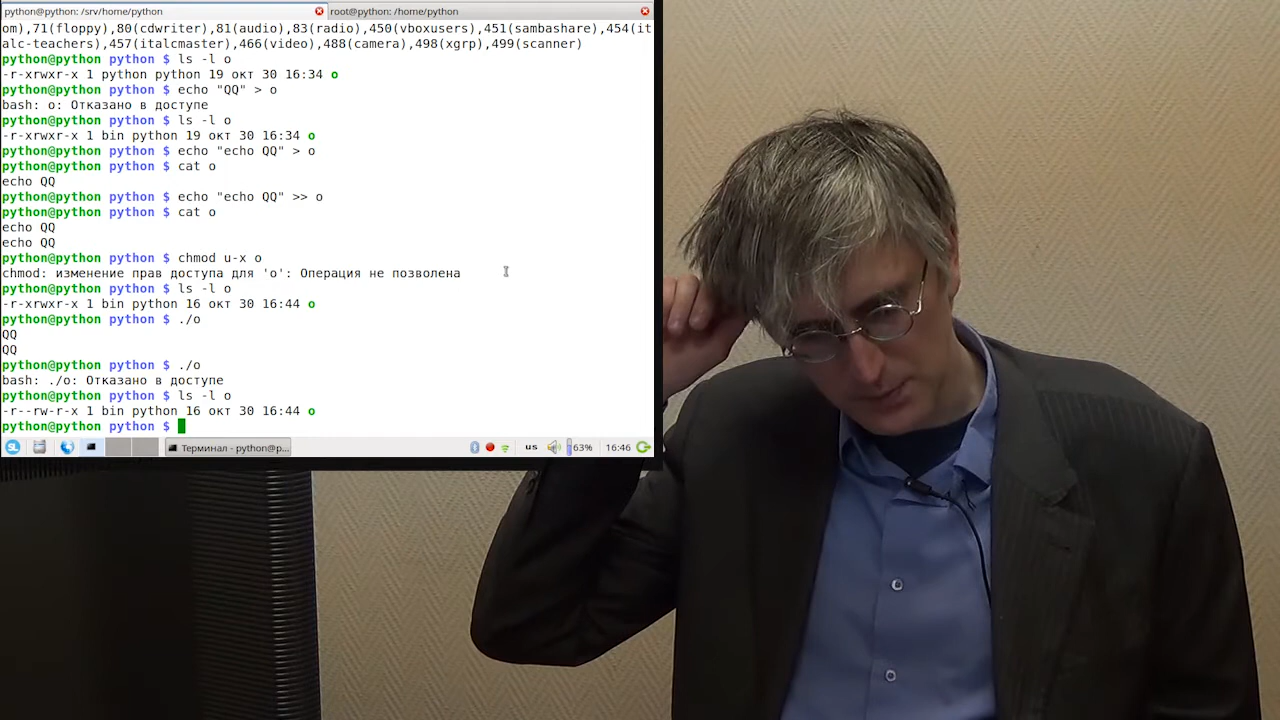 python@python: /srv/home/python
root@python: /home/python
om),71(floppy),80(cdwriter),81(audio),83(radio),450(vboxusers),451(sambashare),454(it
alc-teachers),457(italcmaster),466(video),488(camera),498(xgrp),499(scanner)
python@python python $ ls -l o
-r-xrwxr-x 1 python python 19 окт 30 16:34 o
python@python python $ echo "QQ" > o
bash: o: Отказано в доступе
python@python python $ ls -l o
-r-xrwxr-x 1 bin python 19 окт 30 16:34 o
python@python python $ echo "echo QQ" > o
python@python python $ cat o
echo QQ
python@python python $ echo "echo QQ" >> o
python@python python $ cat o
echo QQ
echo QQ
python@python python $ chmod u-x o
chmod: изменение прав доступа для 'o': Операция не позволена
python@python python $ ls -l o
-r-xrwxr-x 1 bin python 16 окт 30 16:44 o
python@python python $ ./o
QQ
QQ
python@python python $ ./o
bash: ./o: Отказано в доступе
python@python python $ ls -l o
-r--rw-r-x 1 bin python 16 окт 30 16:44 o
python@python python $
SL Терминал - python@p... us 63% 16:46